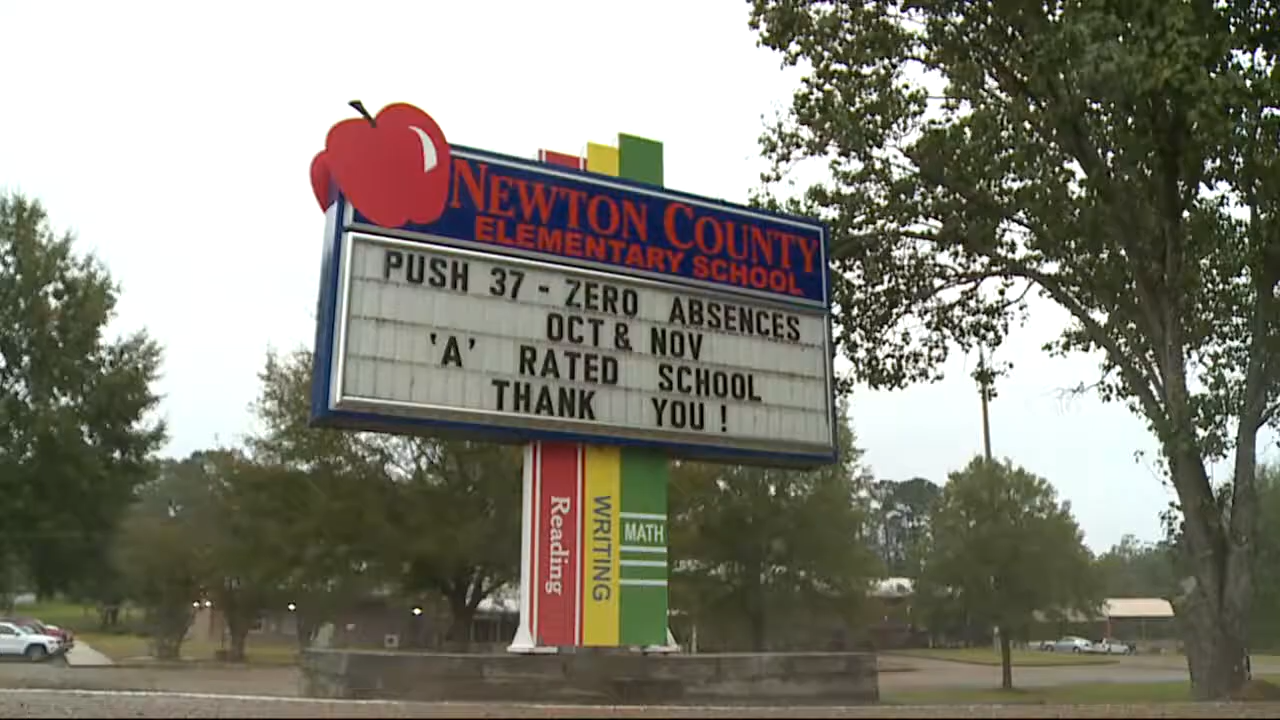 NEWTON COUNTY
ELEMENTARY SCHOOL
PUSH 37 - ZERO ABSENCES
OCT & NOV
'A' RATED SCHOOL
THANK YOU !
Reading
WRITING
MATH